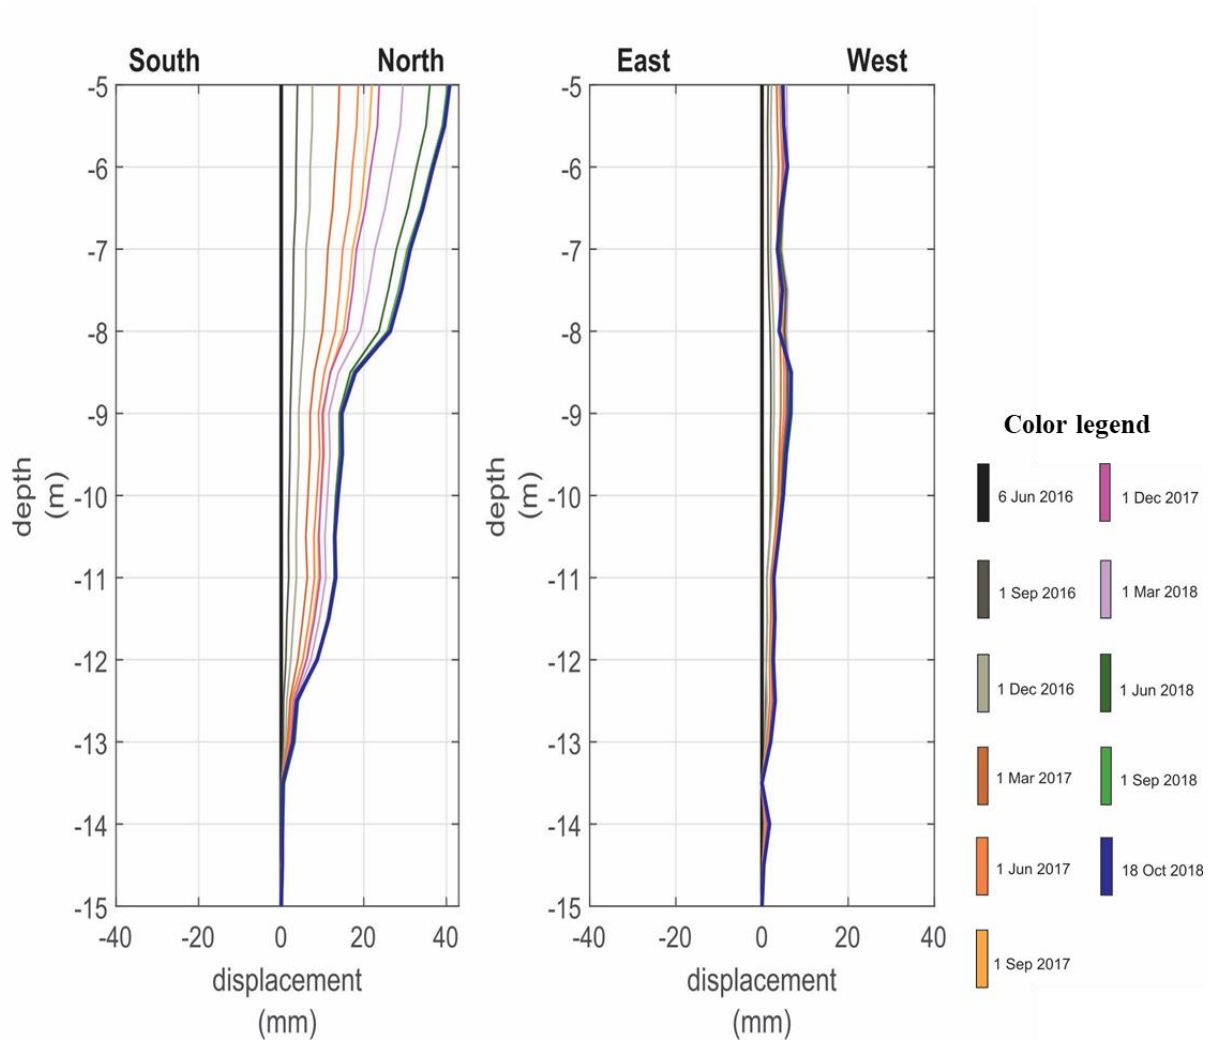 South North
-5
-6
-7
-8
-9
-10
-11
-12
-13
-14
-15
depth
(m)
-40 -20 0 20 40
displacement
(mm)
East West
-5
-6
-7
-8
-9
-10
-11
-12
-13
-14
-15
depth
(m)
-40 -20 0 20 40
displacement
(mm)
Color legend
6 Jun 2016
1 Sep 2016
1 Dec 2016
1 Mar 2017
1 Jun 2017
1 Sep 2017
1 Dec 2017
1 Mar 2018
1 Jun 2018
1 Sep 2018
18 Oct 2018